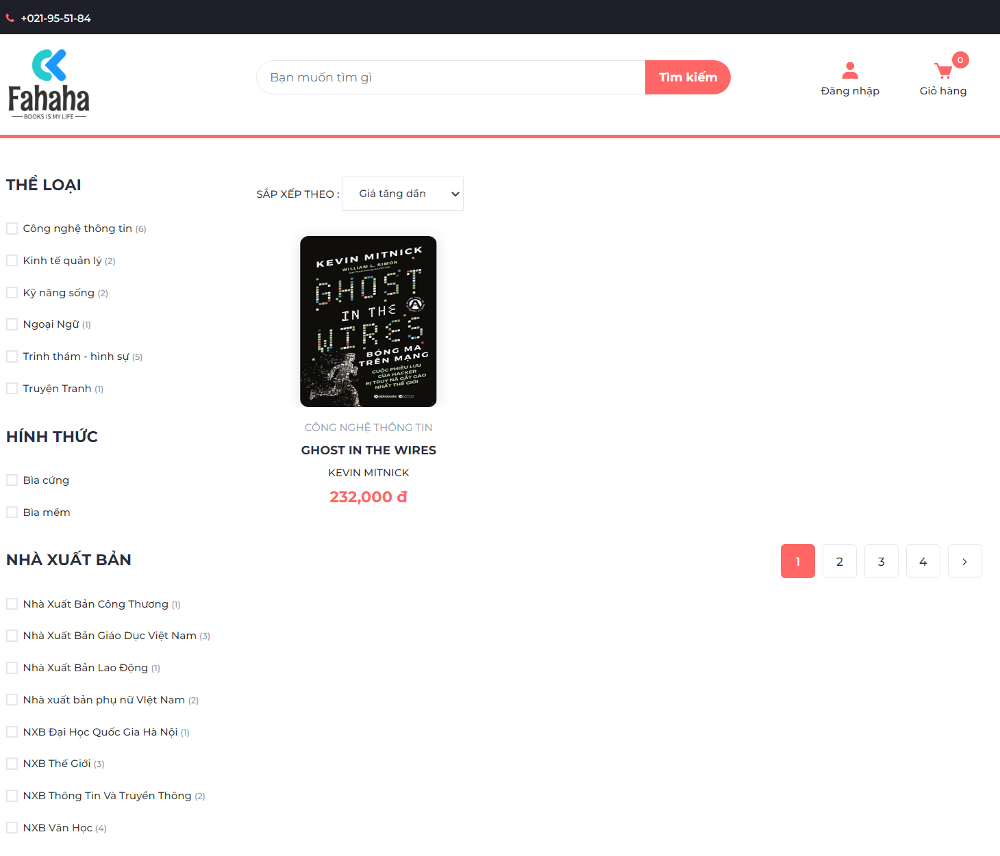 +021-95-51-84
Fahaha
BOOKS IS MY LIFE
Bạn muốn tìm gì
Tìm kiếm
Đăng nhập
0
Giỏ hàng
THỂ LOẠI
Công nghệ thông tin (6)
Kinh tế quản lý (2)
Kỹ năng sống (2)
Ngoại Ngữ (1)
Trinh thám - hình sự (5)
Truyện Tranh (1)
HÍNH THỨC
Bìa cứng
Bìa mềm
NHÀ XUẤT BẢN
Nhà Xuất Bản Công Thương (1)
Nhà Xuất Bản Giáo Dục Việt Nam (3)
Nhà Xuất Bản Lao Động (1)
Nhà xuất bản phụ nữ VIệt Nam (2)
NXB Đại Học Quốc Gia Hà Nội (1)
NXB Thế Giới (3)
NXB Thông Tin Và Truyền Thông (2)
NXB Văn Học (4)
SẮP XẾP THEO : Giá tăng dần
KEVIN MITNICK
WILLIAM L. SIMON
GHOST
IN THE
WIRES
BÓNG MA
TRÊN MẠNG
CUỘC PHIÊU LƯU
CỦA HACKER
BỊ TRUY NÃ GẮT GAO
NHẤT THẾ GIỚI
alphabooks
CÔNG NGHỆ THÔNG TIN
GHOST IN THE WIRES
KEVIN MITNICK
232,000 đ
1 2 3 4